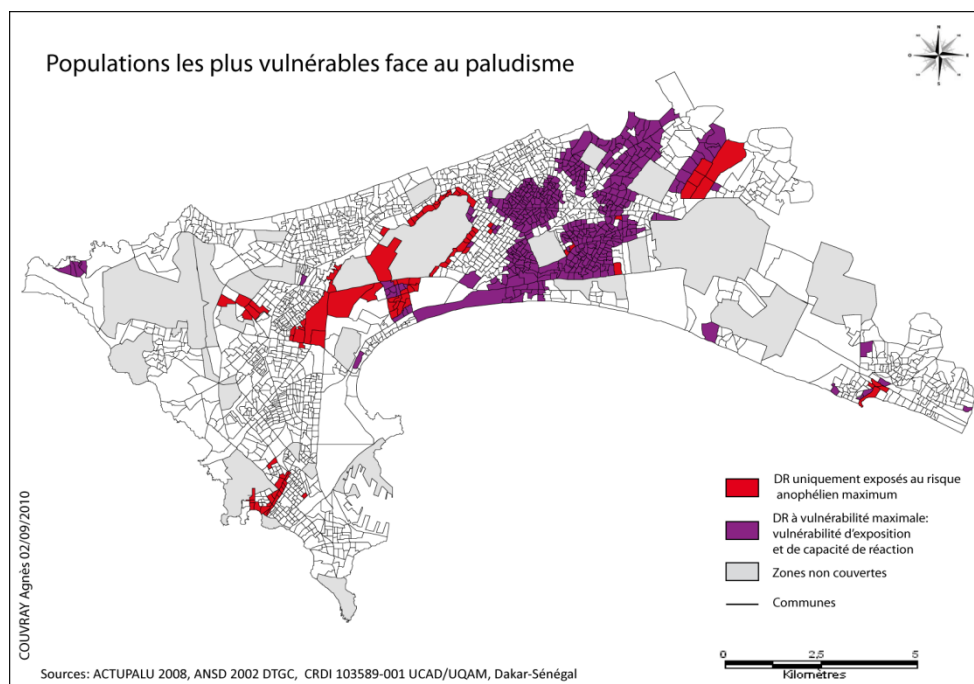 Populations les plus vulnérables face au paludisme
N
O
E
S
DR uniquement exposés au risque
anophélien maximum
DR à vulnérabilité maximale:
vulnérabilité d'exposition
et de capacité de réaction
Zones non couvertes
Communes
0 2,5 5
Kilomètres
COUVRAY Agnès 02/09/2010
Sources: ACTUPALU 2008, ANSD 2002 DTGC, CRDI 103589-001 UCAD/UQAM, Dakar-Sénégal